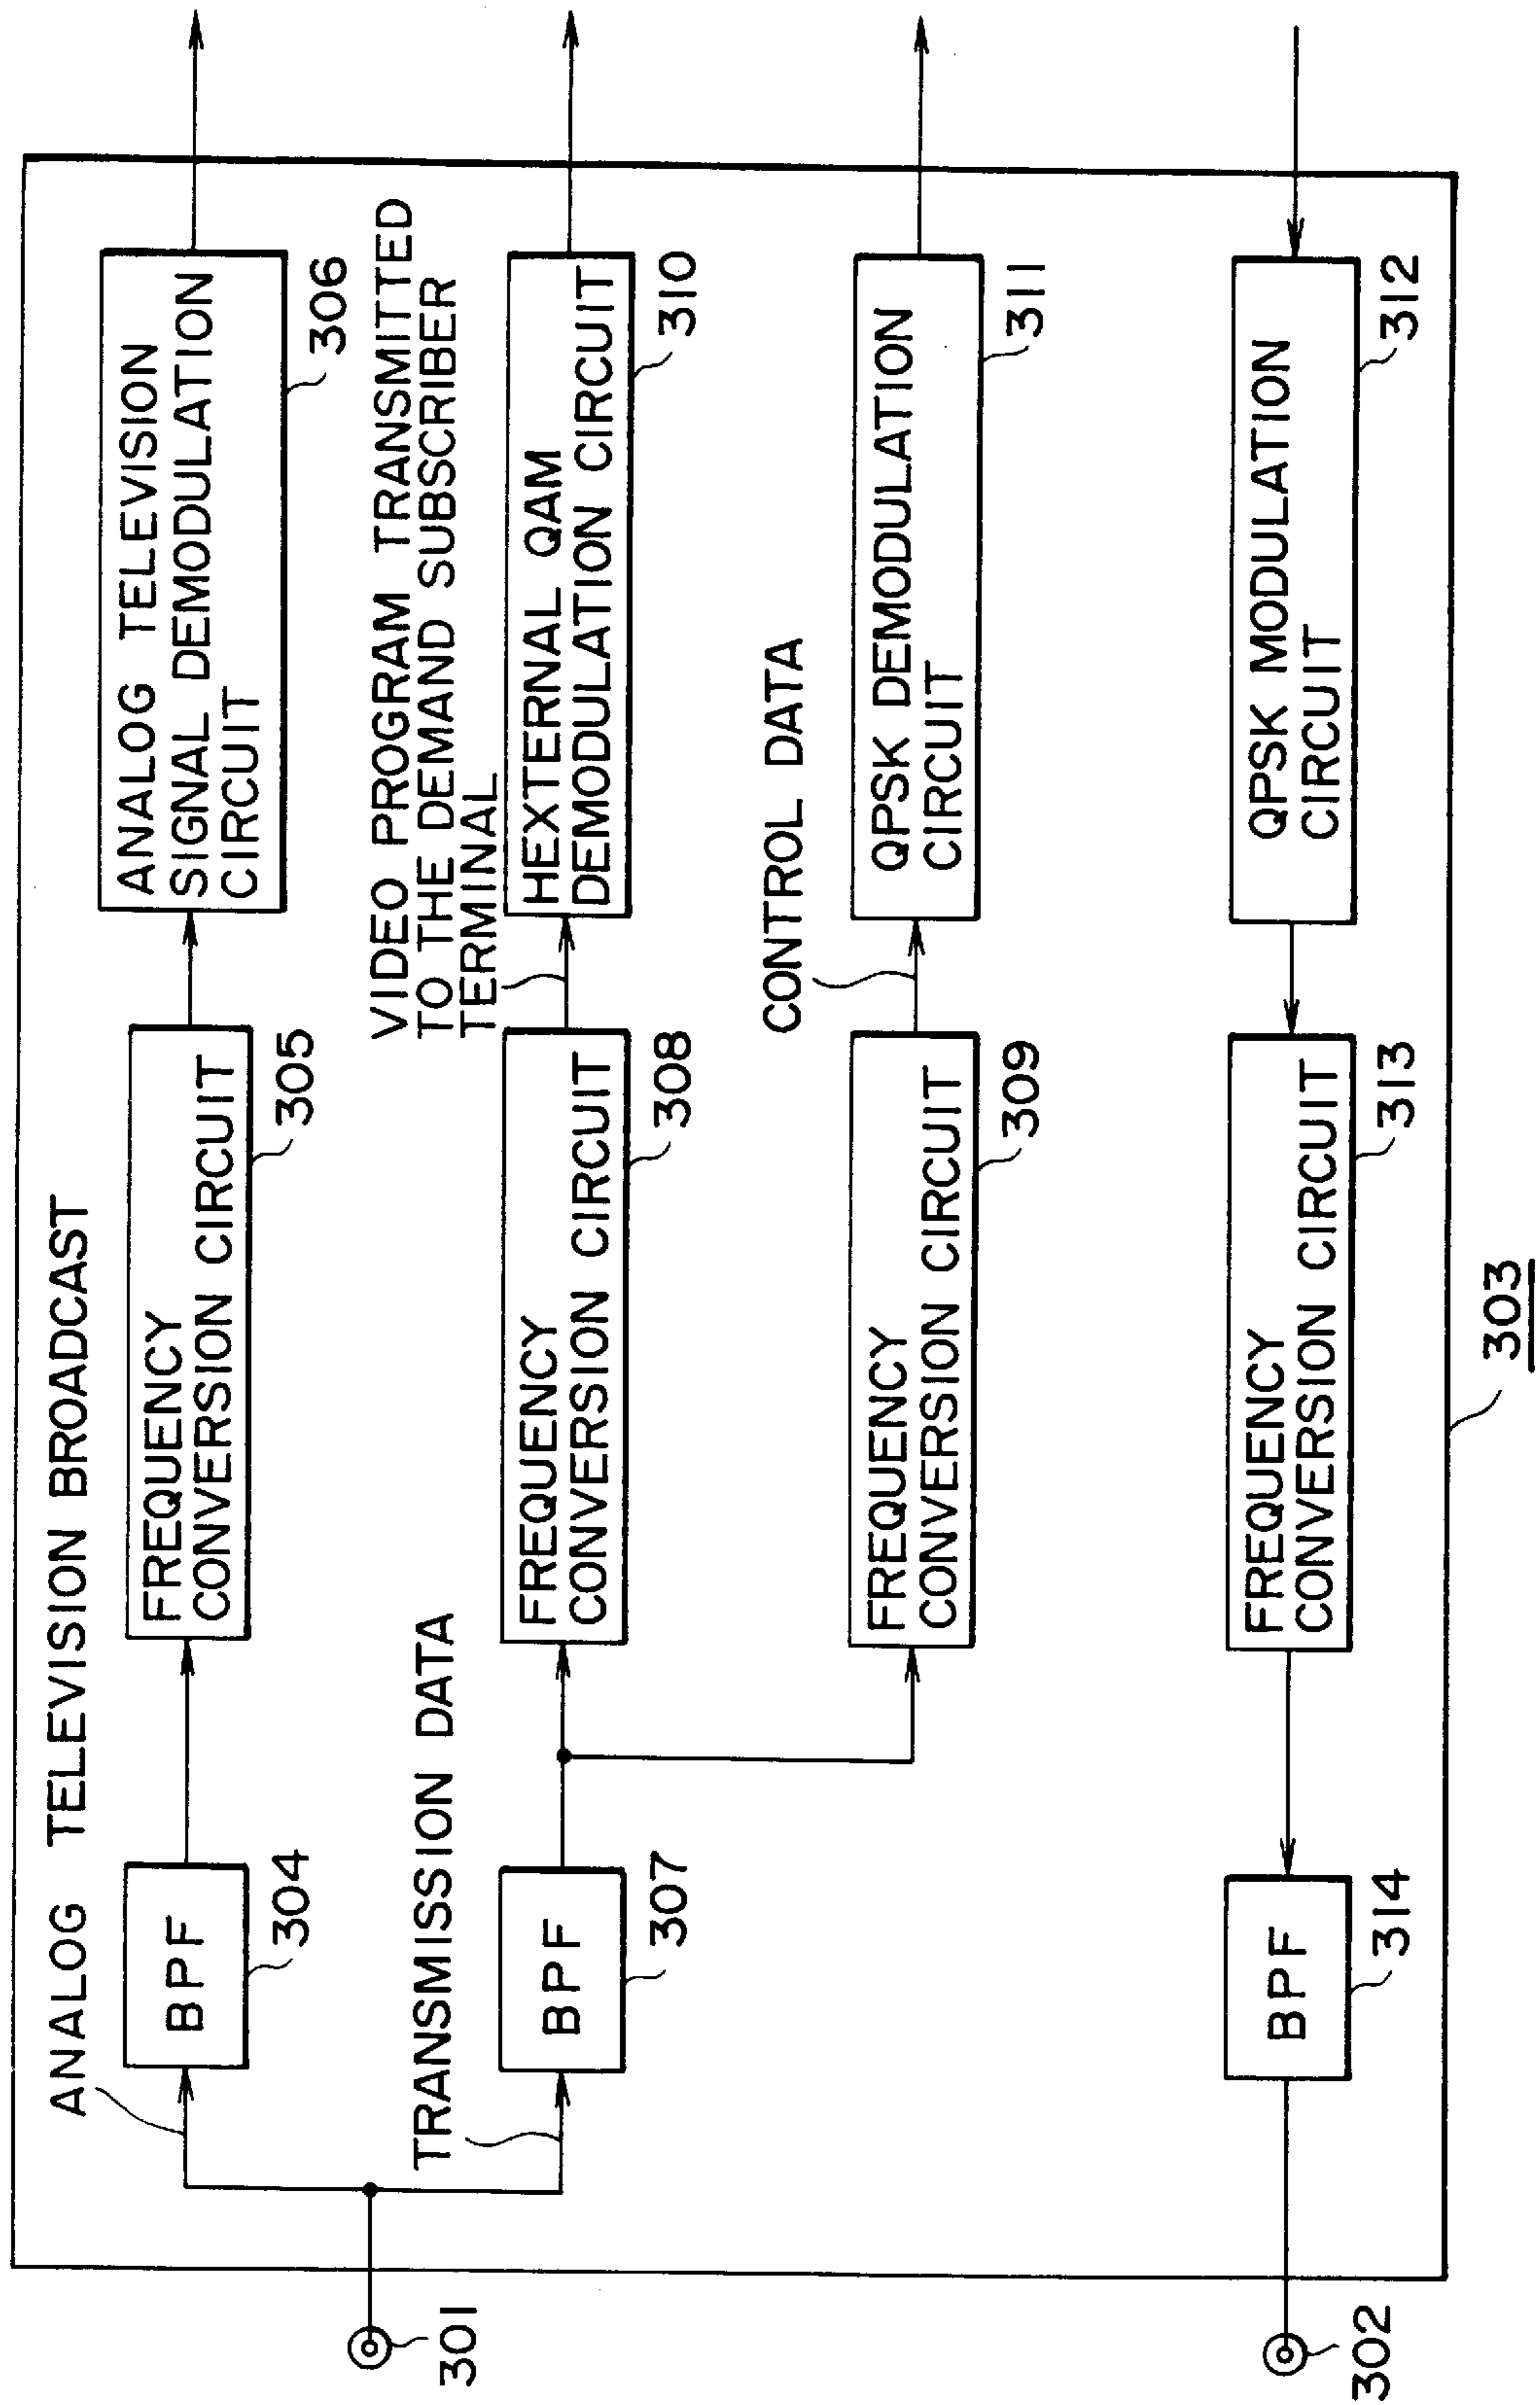 ANALOG TELEVISION BROADCAST
BPF
304
FREQUENCY
CONVERSION CIRCUIT
305
ANALOG TELEVISION
SIGNAL DEMODULATION
CIRCUIT
306
301
TRANSMISSION DATA
BPF
307
FREQUENCY
CONVERSION CIRCUIT
308
VIDEO PROGRAM TRANSMITTED
TO THE DEMAND SUBSCRIBER
TERMINAL
HEXTERNAL QAM
DEMODULATION CIRCUIT
310
FREQUENCY
CONVERSION CIRCUIT
309
CONTROL DATA
QPSK DEMODULATION
CIRCUIT
311
302
BPF
314
FREQUENCY
CONVERSION CIRCUIT
313
QPSK MODULATION
CIRCUIT
312
303